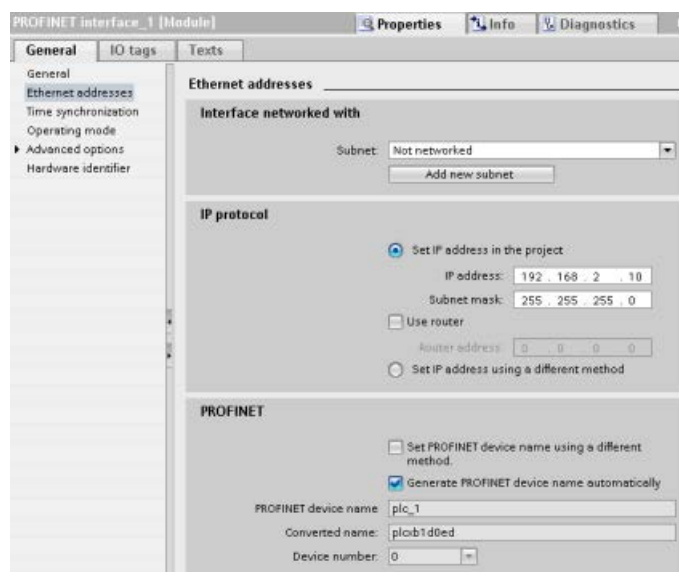 PROFINET interface_1 [Module]
Properties
Info
Diagnostics
General
IO tags
Texts
General
Ethernet addresses
Time synchronization
Operating mode
Advanced options
Hardware identifier
Ethernet addresses
Interface networked with
Subnet: Not networked
Add new subnet
IP protocol
Set IP address in the project
IP address: 192 . 168 . 2 . 10
Subnet mask: 255 . 255 . 255 . 0
Use router
Router address: 0 . 0 . 0 . 0
Set IP address using a different method
PROFINET
Set PROFINET device name using a different
method.
Generate PROFINET device name automatically
PROFINET device name plc_1
Converted name: plcxb1d0ed
Device number: 0